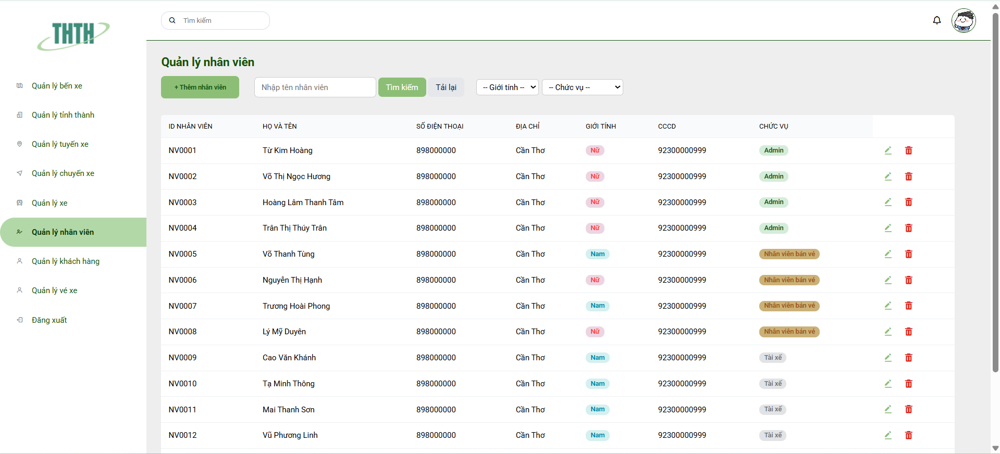 THTH
Tìm kiếm
Quản lý bến xe
Quản lý tỉnh thành
Quản lý tuyến xe
Quản lý chuyến xe
Quản lý xe
Quản lý nhân viên
Quản lý khách hàng
Quản lý vé xe
Đăng xuất
Quản lý nhân viên
+ Thêm nhân viên Nhập tên nhân viên Tìm kiếm Tải lại -- Giới tính -- -- Chức vụ --
ID NHÂN VIÊN HỌ VÀ TÊN SỐ ĐIỆN THOẠI ĐỊA CHỈ GIỚI TÍNH CCCD CHỨC VỤ
NV0001 Từ Kim Hoàng 898000000 Cần Thơ Nữ 92300000999 Admin
NV0002 Võ Thị Ngọc Hương 898000000 Cần Thơ Nữ 92300000999 Admin
NV0003 Hoàng Lâm Thanh Tâm 898000000 Cần Thơ Nữ 92300000999 Admin
NV0004 Trân Thị Thúy Trân 898000000 Cần Thơ Nữ 92300000999 Admin
NV0005 Võ Thanh Tùng 898000000 Cần Thơ Nam 92300000999 Nhân viên bán vé
NV0006 Nguyễn Thị Hạnh 898000000 Cần Thơ Nữ 92300000999 Nhân viên bán vé
NV0007 Trương Hoài Phong 898000000 Cần Thơ Nam 92300000999 Nhân viên bán vé
NV0008 Lý Mỹ Duyên 898000000 Cần Thơ Nữ 92300000999 Nhân viên bán vé
NV0009 Cao Văn Khánh 898000000 Cần Thơ Nam 92300000999 Tài xế
NV0010 Tạ Minh Thông 898000000 Cần Thơ Nam 92300000999 Tài xế
NV0011 Mai Thanh Sơn 898000000 Cần Thơ Nam 92300000999 Tài xế
NV0012 Vũ Phương Linh 898000000 Cần Thơ Nam 92300000999 Tài xế